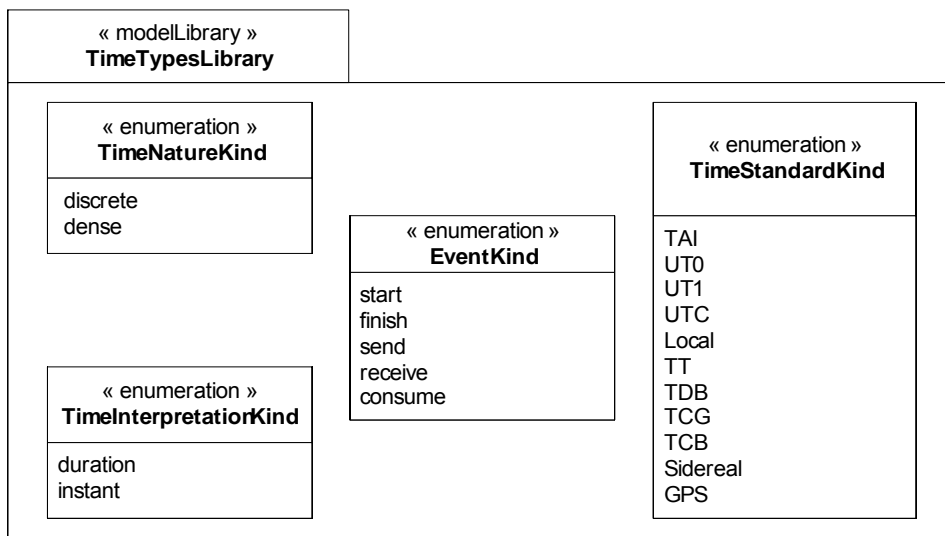 « modelLibrary »
TimeTypesLibrary
« enumeration »
TimeNatureKind
discrete
dense
« enumeration »
TimeInterpretationKind
duration
instant
« enumeration »
EventKind
start
finish
send
receive
consume
« enumeration »
TimeStandardKind
TAI
UT0
UT1
UTC
Local
TT
TDB
TCG
TCB
Sidereal
GPS